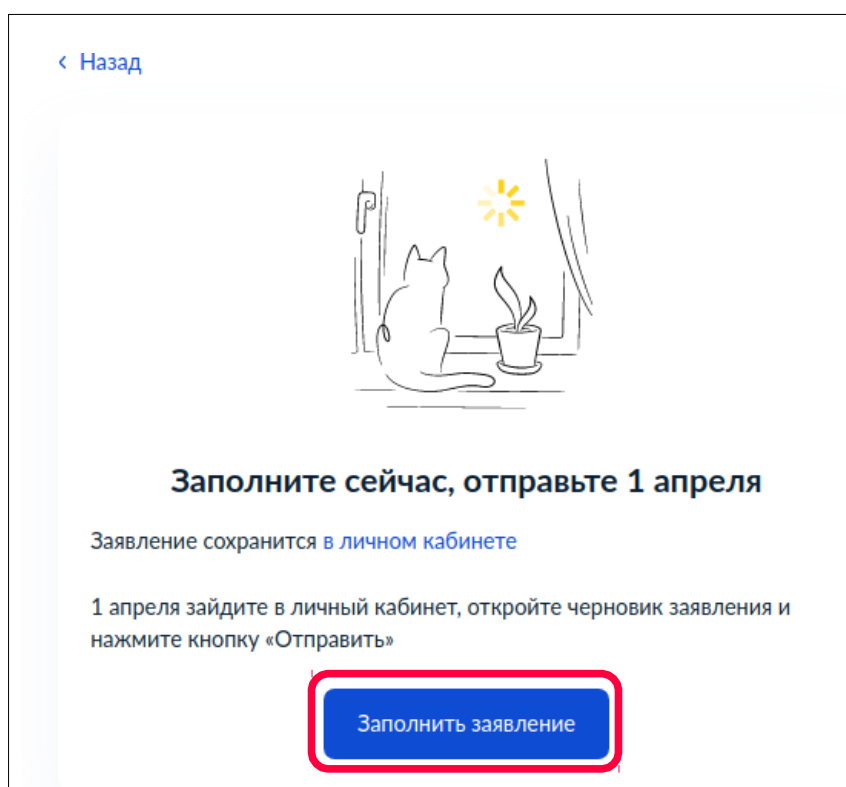 Назад
Заполните сейчас, отправьте 1 апреля
Заявление сохранится в личном кабинете
1 апреля зайдите в личный кабинет, откройте черновик заявления и
нажмите кнопку «Отправить»
Заполнить заявление